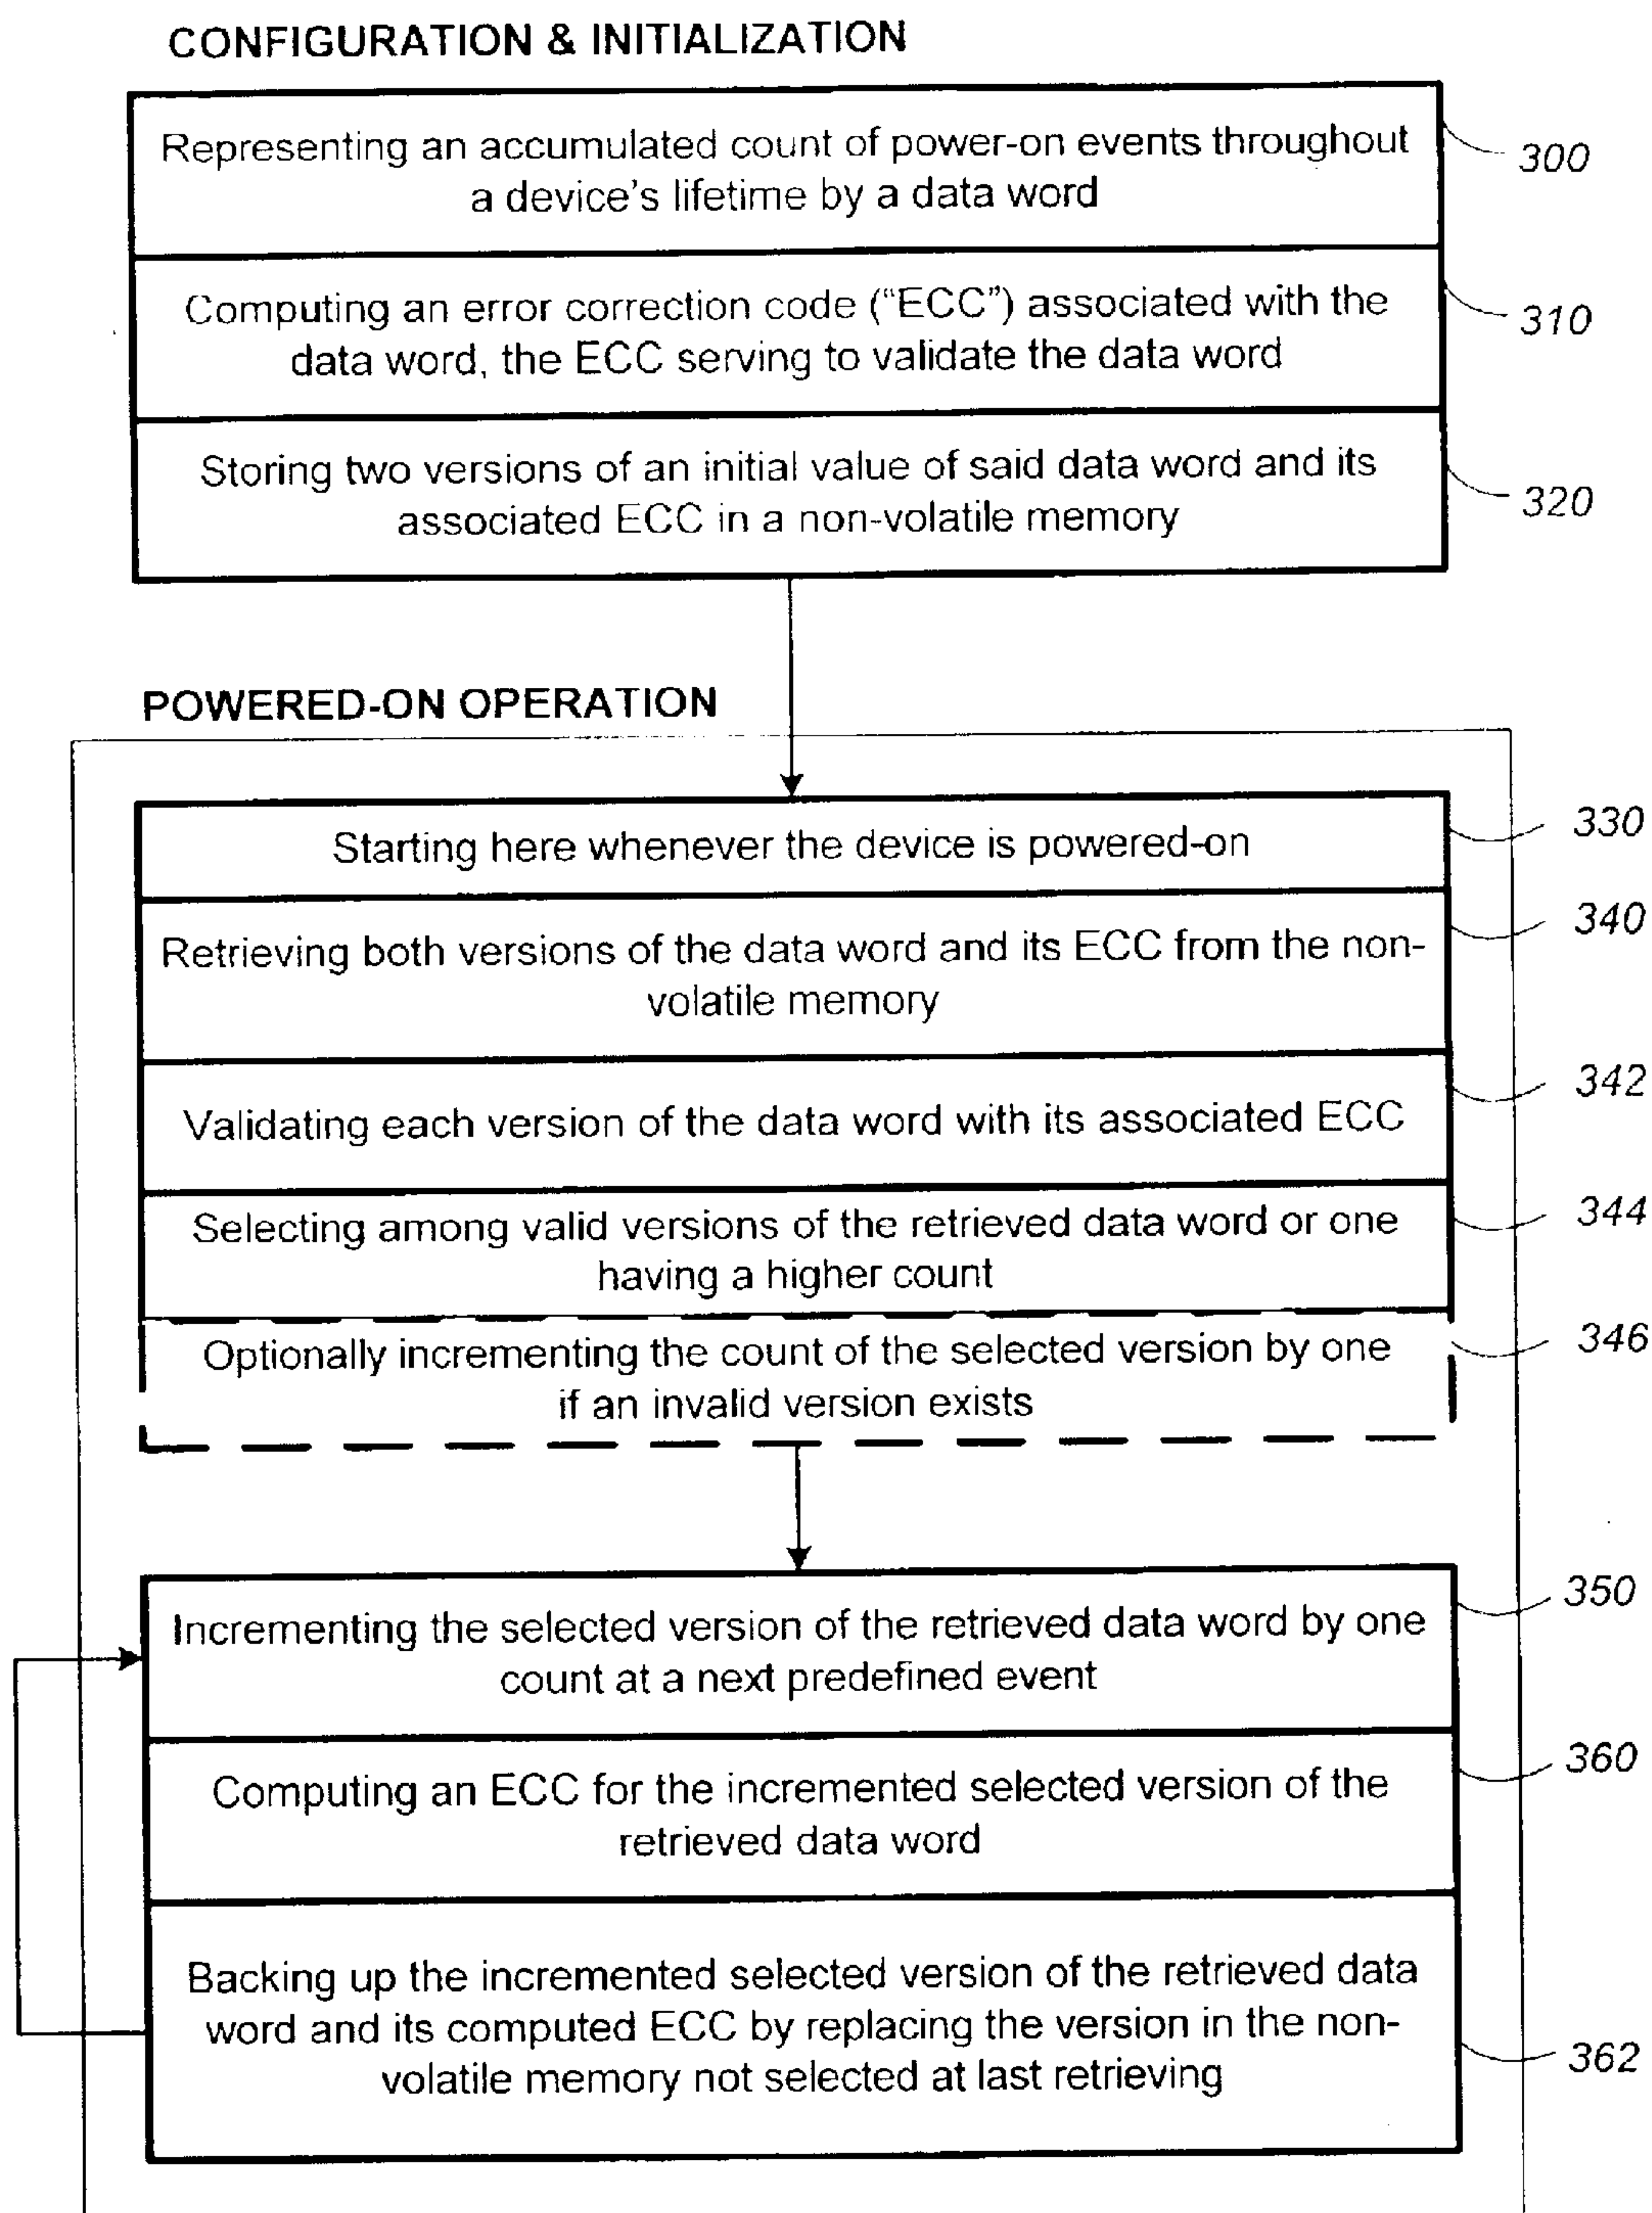 CONFIGURATION & INITIALIZATION
Representing an accumulated count of power-on events throughout
a device's lifetime by a data word
300
Computing an error correction code ("ECC") associated with the
data word, the ECC serving to validate the data word
310
Storing two versions of an initial value of said data word and its
associated ECC in a non-volatile memory
320
POWERED-ON OPERATION
Starting here whenever the device is powered-on
330
Retrieving both versions of the data word and its ECC from the non-
volatile memory
340
Validating each version of the data word with its associated ECC
342
Selecting among valid versions of the retrieved data word or one
having a higher count
344
Optionally incrementing the count of the selected version by one
if an invalid version exists
346
Incrementing the selected version of the retrieved data word by one
count at a next predefined event
350
Computing an ECC for the incremented selected version of the
retrieved data word
360
Backing up the incremented selected version of the retrieved data
word and its computed ECC by replacing the version in the non-
volatile memory not selected at last retrieving
362